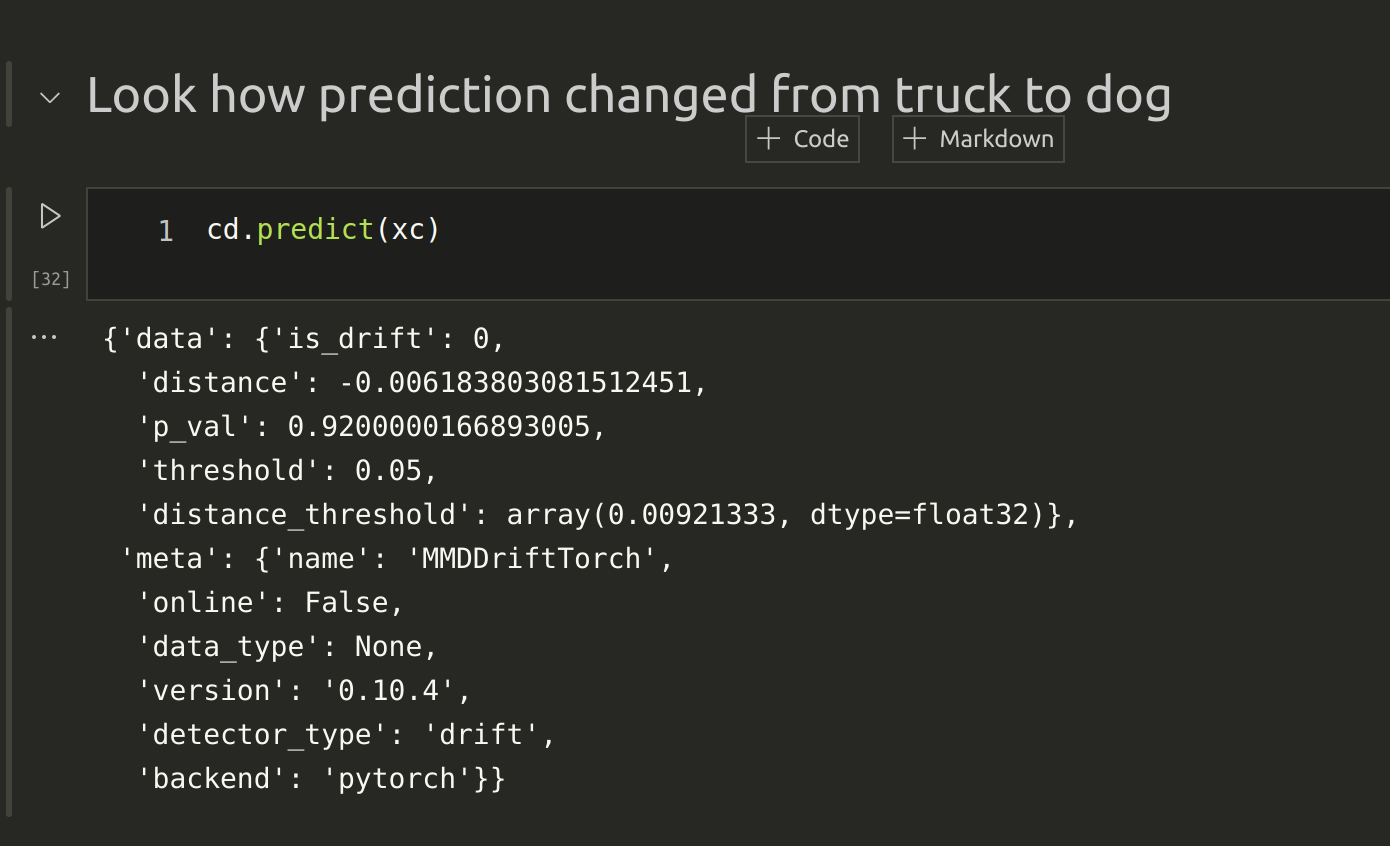 Look how prediction changed from truck to dog
+ Code + Markdown
1 cd.predict(xc)
[32]
... {'data': {'is_drift': 0,
'distance': -0.006183803081512451,
'p_val': 0.9200000166893005,
'threshold': 0.05,
'distance_threshold': array(0.00921333, dtype=float32)},
'meta': {'name': 'MMDDriftTorch',
'online': False,
'data_type': None,
'version': '0.10.4',
'detector_type': 'drift',
'backend': 'pytorch'}}